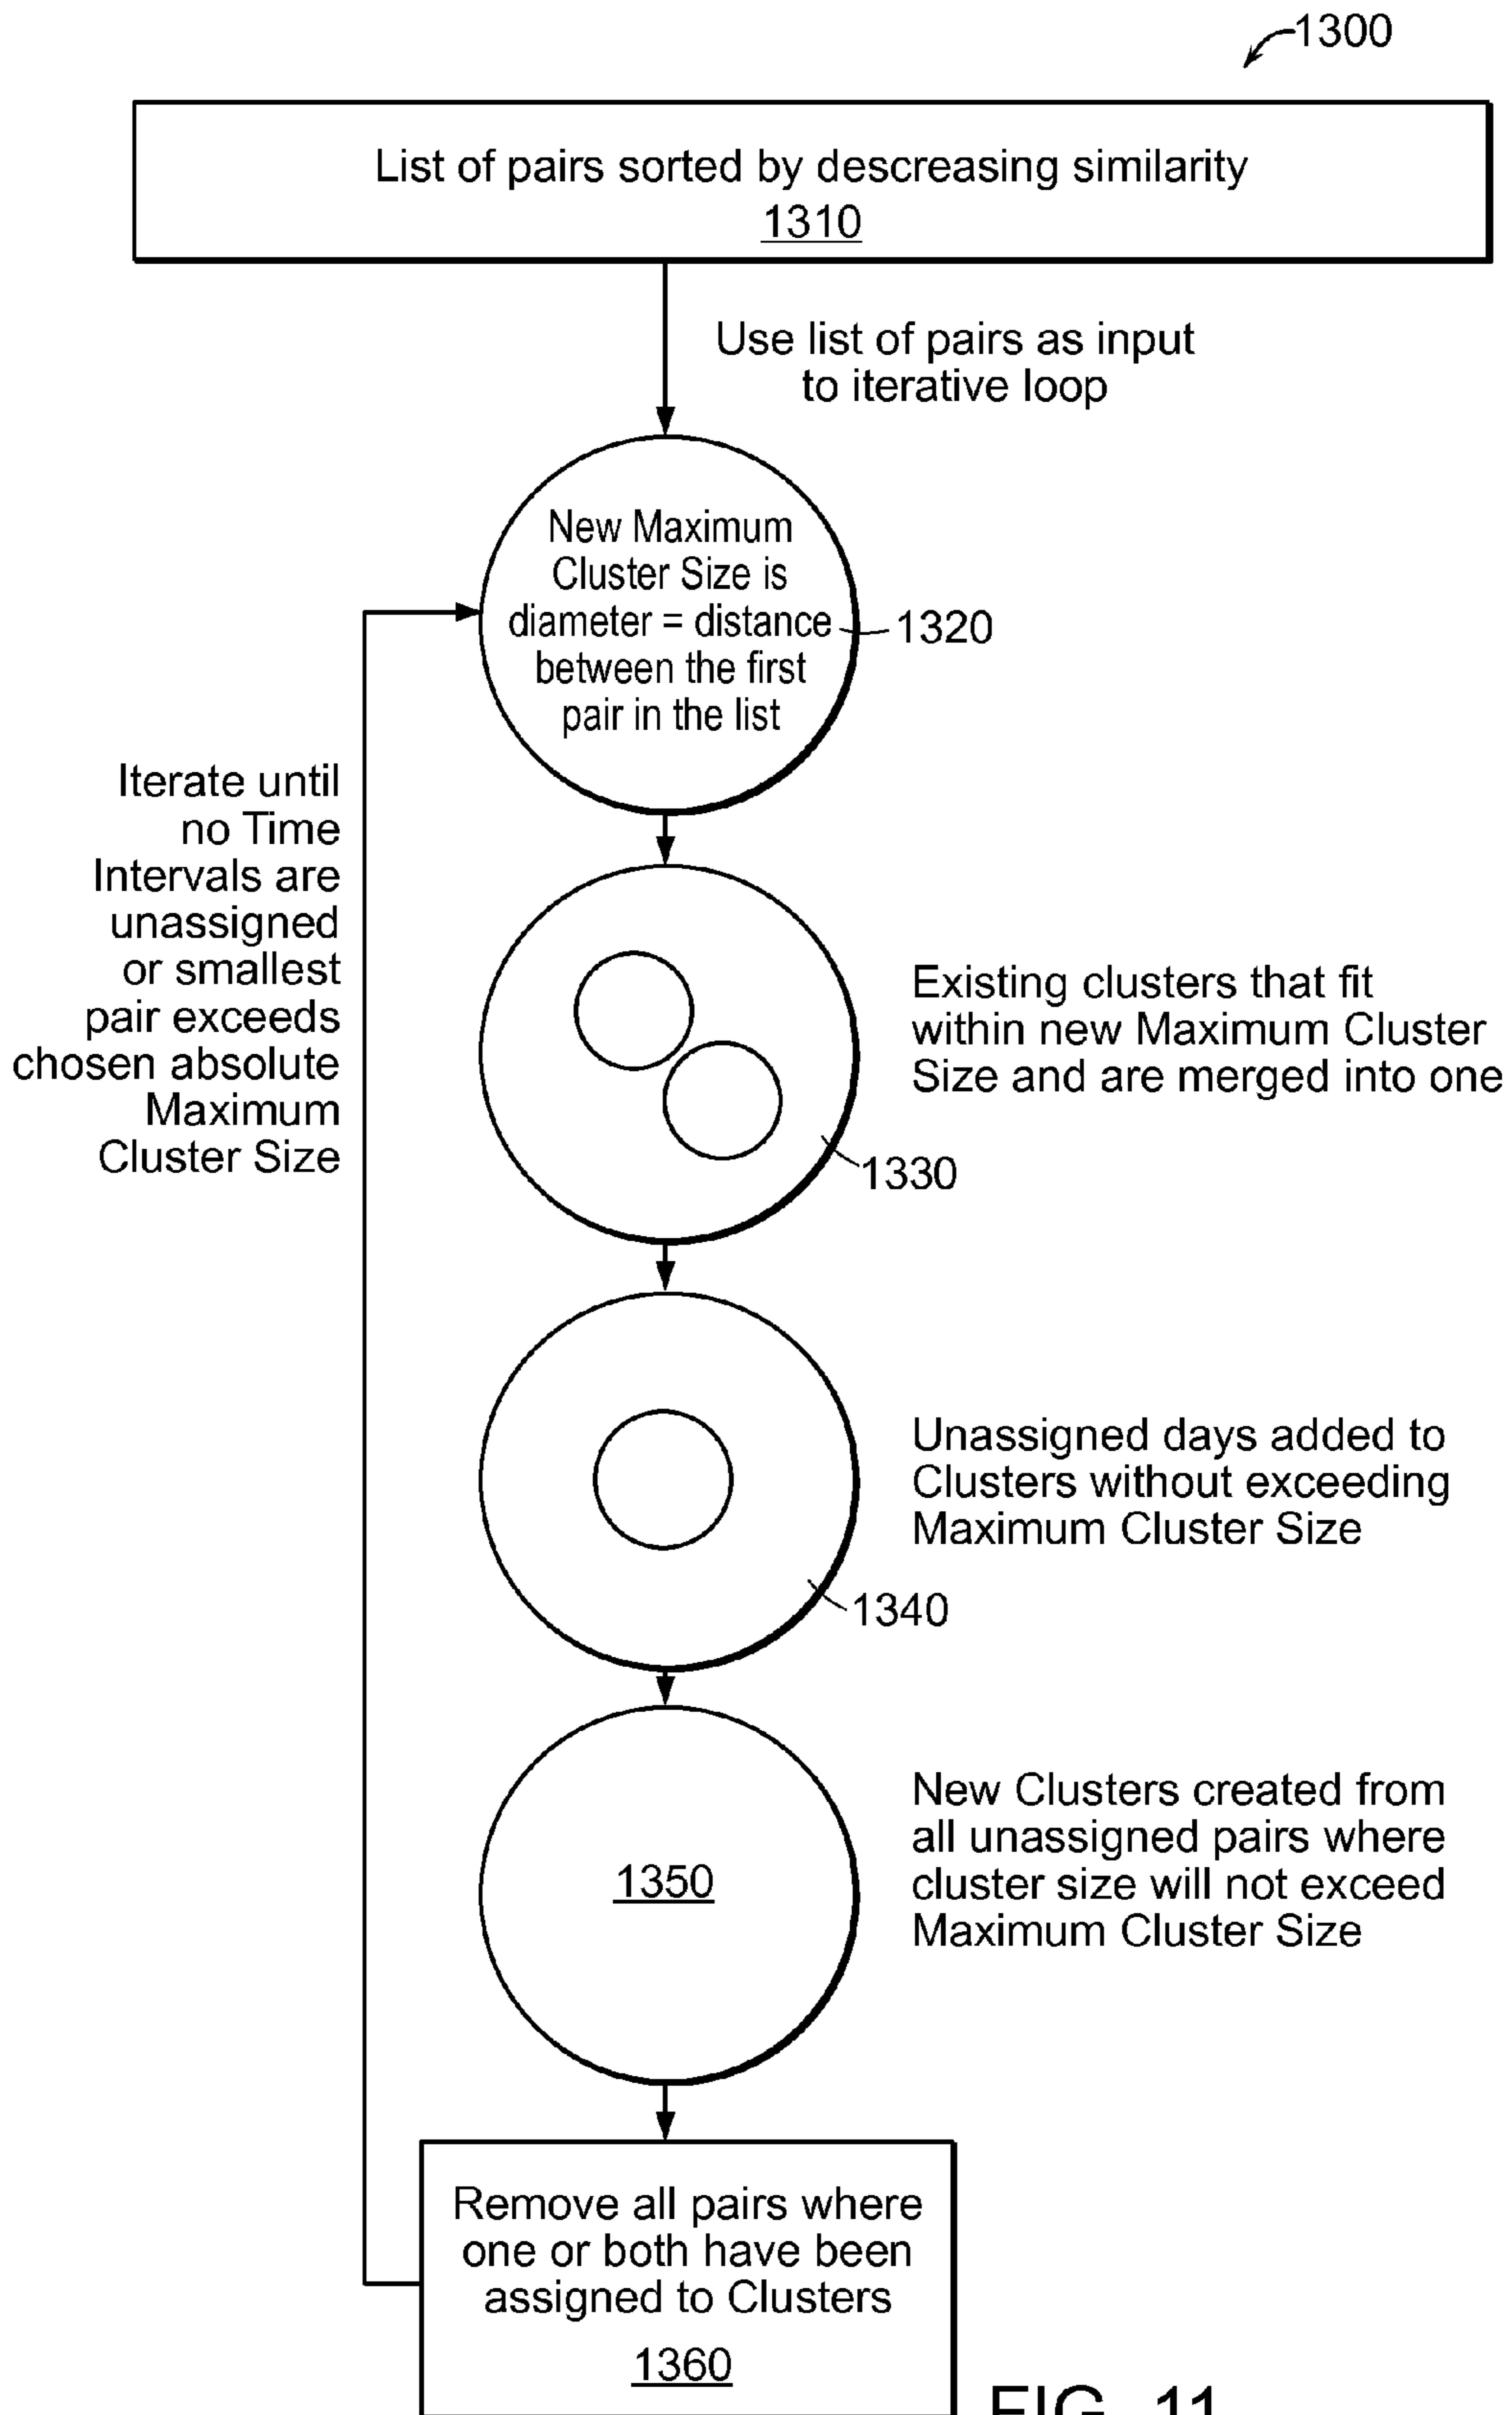 1300
List of pairs sorted by descreasing similarity
1310
Use list of pairs as input
to iterative loop
New Maximum
Cluster Size is
diameter = distance
between the first
pair in the list
1320
Iterate until
no Time
Intervals are
unassigned
or smallest
pair exceeds
chosen absolute
Maximum
Cluster Size
Existing clusters that fit
within new Maximum Cluster
Size and are merged into one
1330
Unassigned days added to
Clusters without exceeding
Maximum Cluster Size
1340
New Clusters created from
all unassigned pairs where
cluster size will not exceed
Maximum Cluster Size
1350
Remove all pairs where
one or both have been
assigned to Clusters
1360
FIG. 11